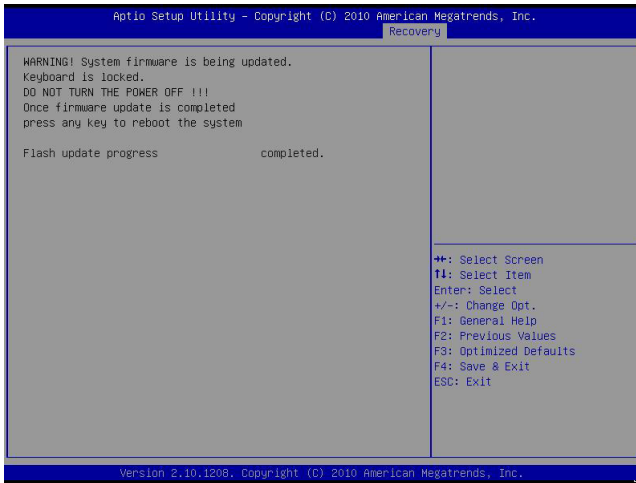 Aptio Setup Utility – Copyright (C) 2010 American Megatrends, Inc.
Recovery
WARNING! System firmware is being updated.
Keyboard is locked.
DO NOT TURN THE POWER OFF !!!
Once firmware update is completed
press any key to reboot the system
Flash update progress completed.
→←: Select Screen
↑↓: Select Item
Enter: Select
+/-: Change Opt.
F1: General Help
F2: Previous Values
F3: Optimized Defaults
F4: Save & Exit
ESC: Exit
Version 2.10.1208. Copyright (C) 2010 American Megatrends, Inc.